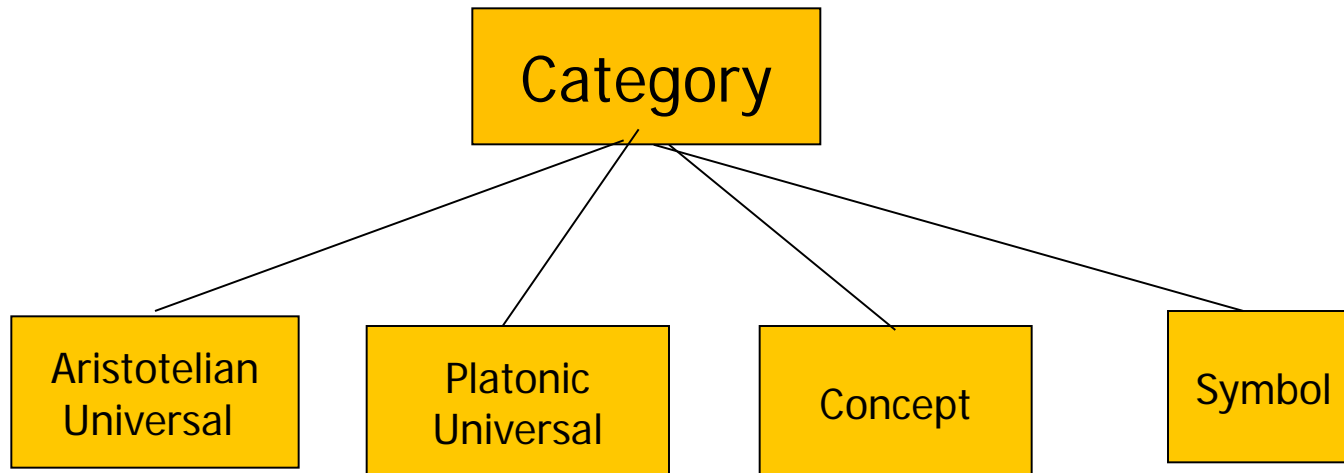 Category
Aristotelian
Universal
Platonic
Universal
Concept
Symbol